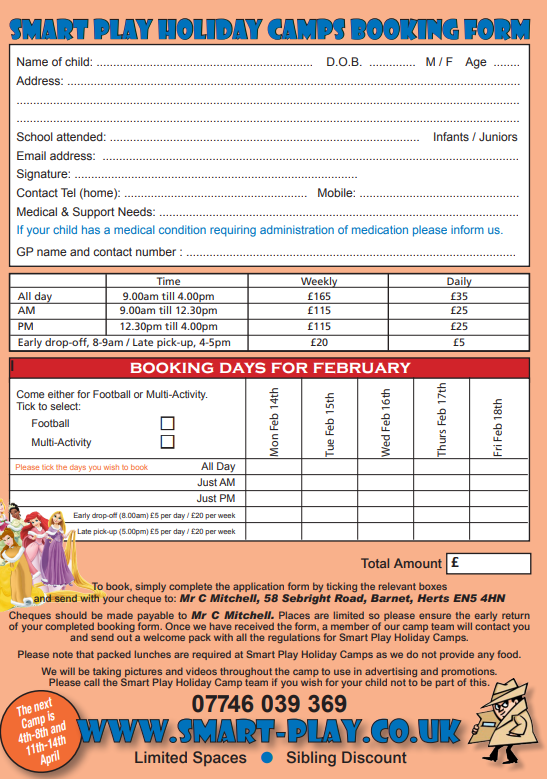 SMART PLAY HOLIDAY CAMPS BOOKING FORM
Name of child: ............................................................ D.O.B. ............. M / F Age ........
Address: ..............................................................................................................
..............................................................................................................
..............................................................................................................
School attended: ........................................................................ Infants / Juniors
Email address: ..............................................................................................................
Signature: ..............................................................................
Contact Tel (home): .................................................. Mobile: ............................................
Medical & Support Needs: ..............................................................................................
If your child has a medical condition requiring administration of medication please inform us.
GP name and contact number : ..........................................................................................
Time Weekly Daily
All day 9.00am till 4.00pm £165 £35
AM 9.00am till 12.30pm £115 £25
PM 12.30pm till 4.00pm £115 £25
Early drop-off, 8-9am / Late pick-up, 4-5pm £20 £5
BOOKING DAYS FOR FEBRUARY
Come either for Football or Multi-Activity.
Tick to select:
Football
Multi-Activity
Mon Feb 14th
Tue Feb 15th
Wed Feb 16th
Thurs Feb 17th
Fri Feb 18th
Please tick the days you wish to book All Day
Just AM
Just PM
Early drop-off (8.00am) £5 per day / £20 per week
Late pick-up (5.00pm) £5 per day / £20 per week
Total Amount £
To book, simply complete the application form by ticking the relevant boxes
and send with your cheque to: Mr C Mitchell, 58 Sebright Road, Barnet, Herts EN5 4HN
Cheques should be made payable to Mr C Mitchell. Places are limited so please ensure the early return
of your completed booking form. Once we have received the form, a member of our camp team will contact you
and send out a welcome pack with all the regulations for Smart Play Holiday Camps.
Please note that packed lunches are required at Smart Play Holiday Camps as we do not provide any food.
We will be taking pictures and videos throughout the camp to use in advertising and promotions.
Please call the Smart Play Holiday Camp team if you wish for your child not to be part of this.
07746 039 369
WWW.SMART-PLAY.CO.UK
Limited Spaces ● Sibling Discount
The next
Camp is
4th-8th and
11th-14th
April